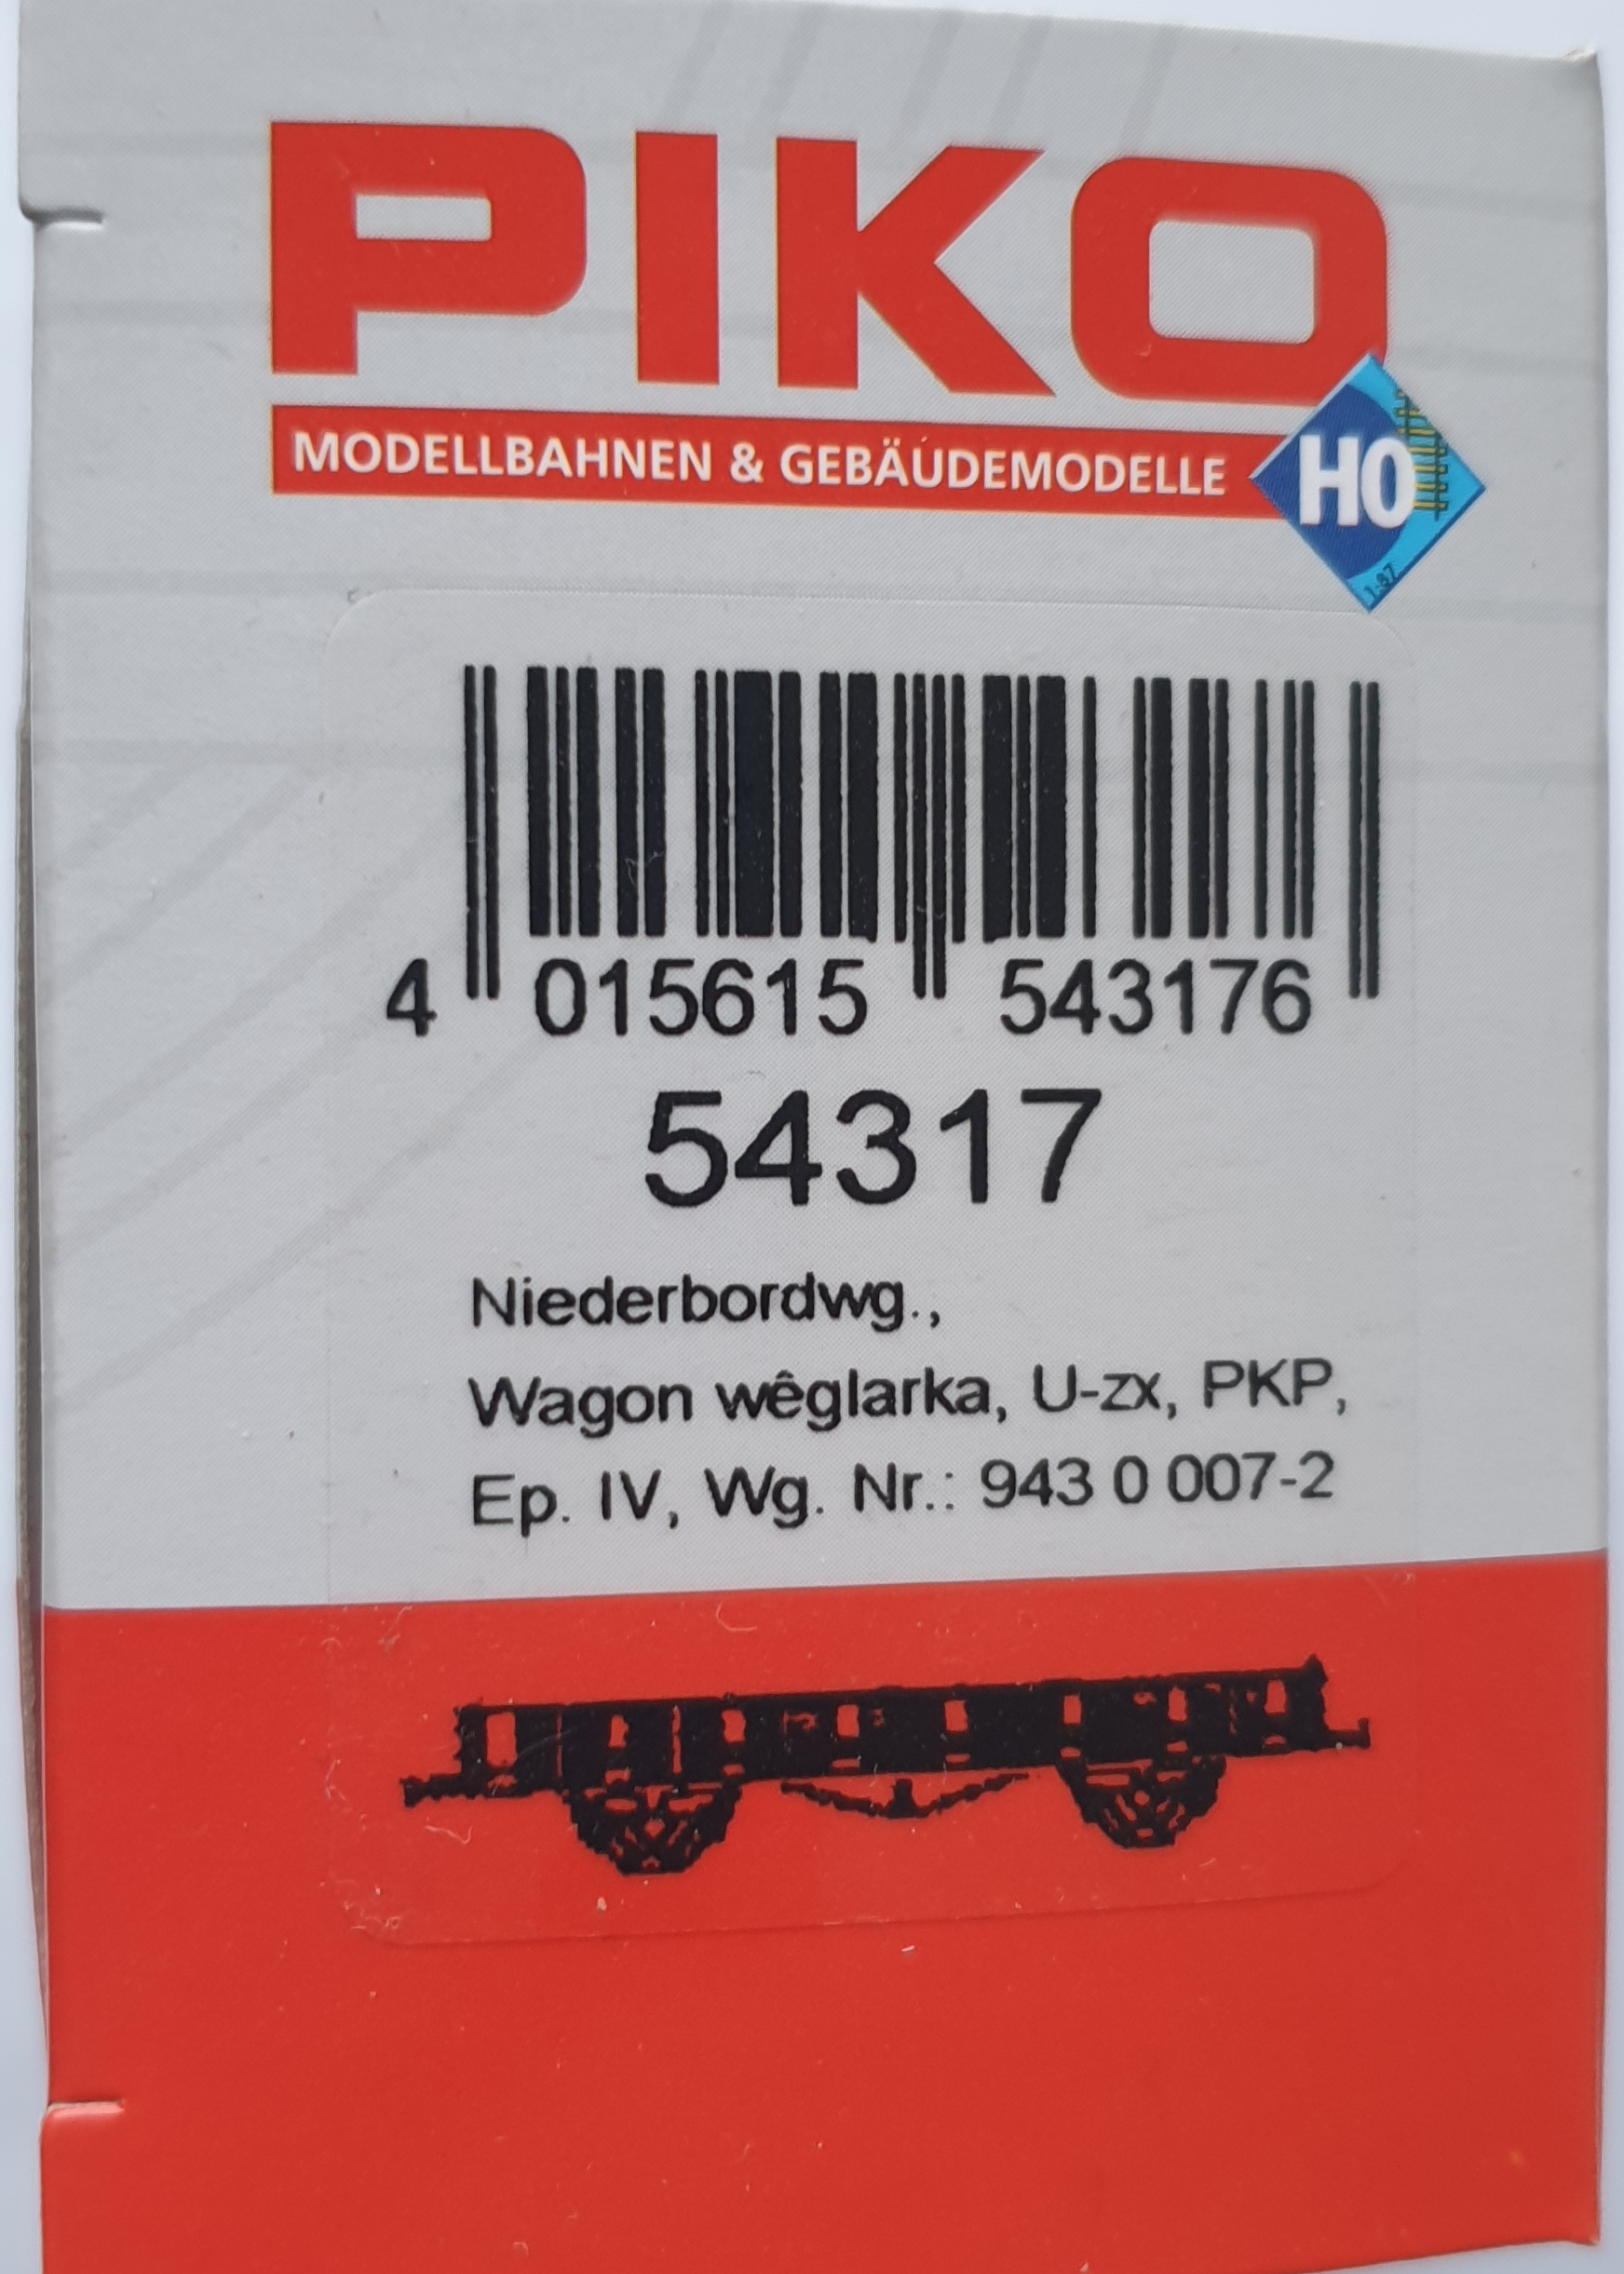 PIKO
MODELLBAHNEN & GEBÄUDEMODELLE
H0
1:87
4 015615 543176
54317
Niederbordwg.,
Wagon wêglarka, U-zx, PKP,
Ep. IV, Wg. Nr.: 943 0 007-2